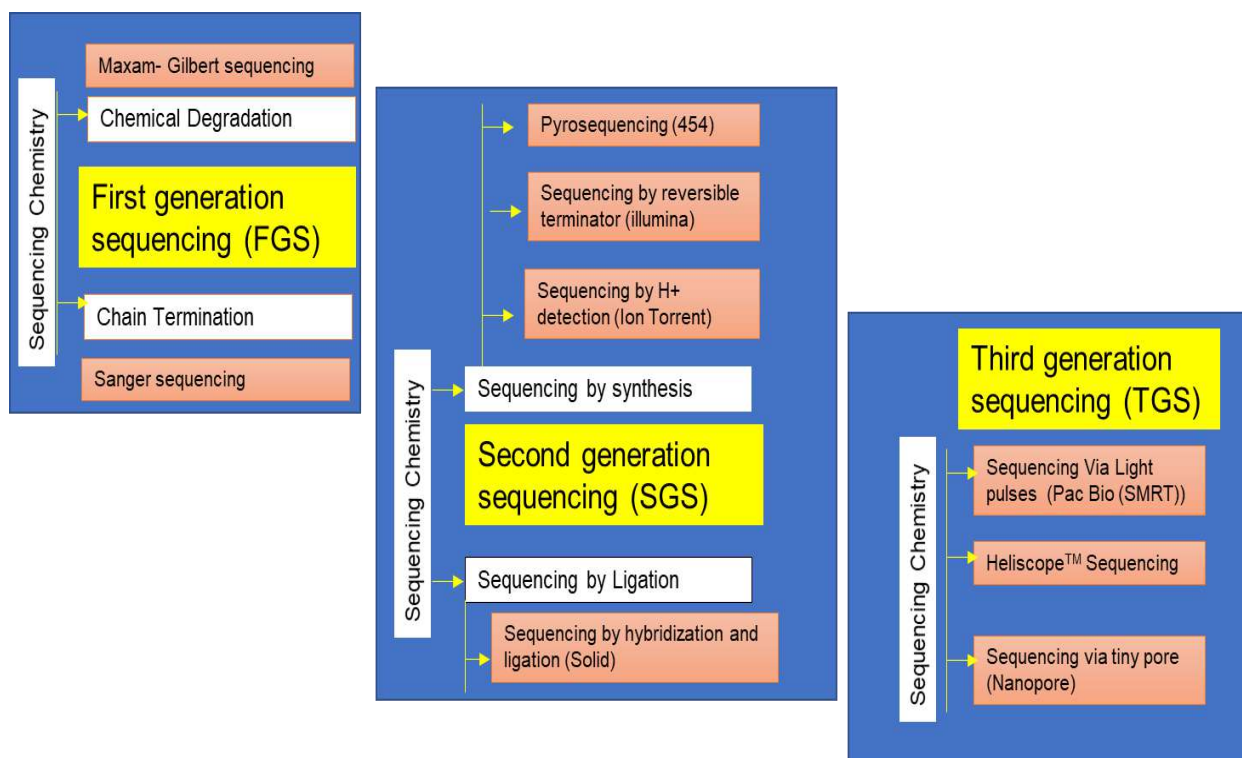 Sequencing Chemistry
Maxam- Gilbert sequencing
Chemical Degradation
First generation
sequencing (FGS)
Chain Termination
Sanger sequencing
Sequencing Chemistry
Pyrosequencing (454)
Sequencing by reversible
terminator (illumina)
Sequencing by H+
detection (Ion Torrent)
Sequencing by synthesis
Second generation
sequencing (SGS)
Sequencing by Ligation
Sequencing by hybridization and
ligation (Solid)
Third generation
sequencing (TGS)
Sequencing Chemistry
Sequencing Via Light
pulses (Pac Bio (SMRT))
Heliscope™ Sequencing
Sequencing via tiny pore
(Nanopore)